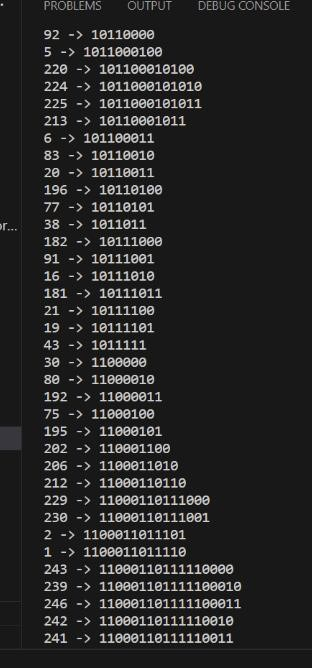 PROBLEMS OUTPUT DEBUG CONSOLE
92 -> 10110000
5 -> 1011000100
220 -> 101100010100
224 -> 1011000101010
225 -> 1011000101011
213 -> 10110001011
6 -> 101100011
83 -> 10110010
20 -> 10110011
196 -> 10110100
77 -> 10110101
38 -> 1011011
182 -> 10111000
91 -> 10111001
16 -> 10111010
181 -> 10111011
21 -> 10111100
19 -> 10111101
43 -> 1011111
or...
30 -> 1100000
80 -> 11000010
192 -> 11000011
75 -> 11000100
195 -> 11000101
202 -> 110001100
206 -> 1100011010
212 -> 11000110110
229 -> 11000110111000
230 -> 11000110111001
2 -> 1100011011101
1 -> 1100011011110
243 -> 11000110111110000
239 -> 110001101111100010
246 -> 110001101111100011
242 -> 11000110111110010
241 -> 11000110111110011